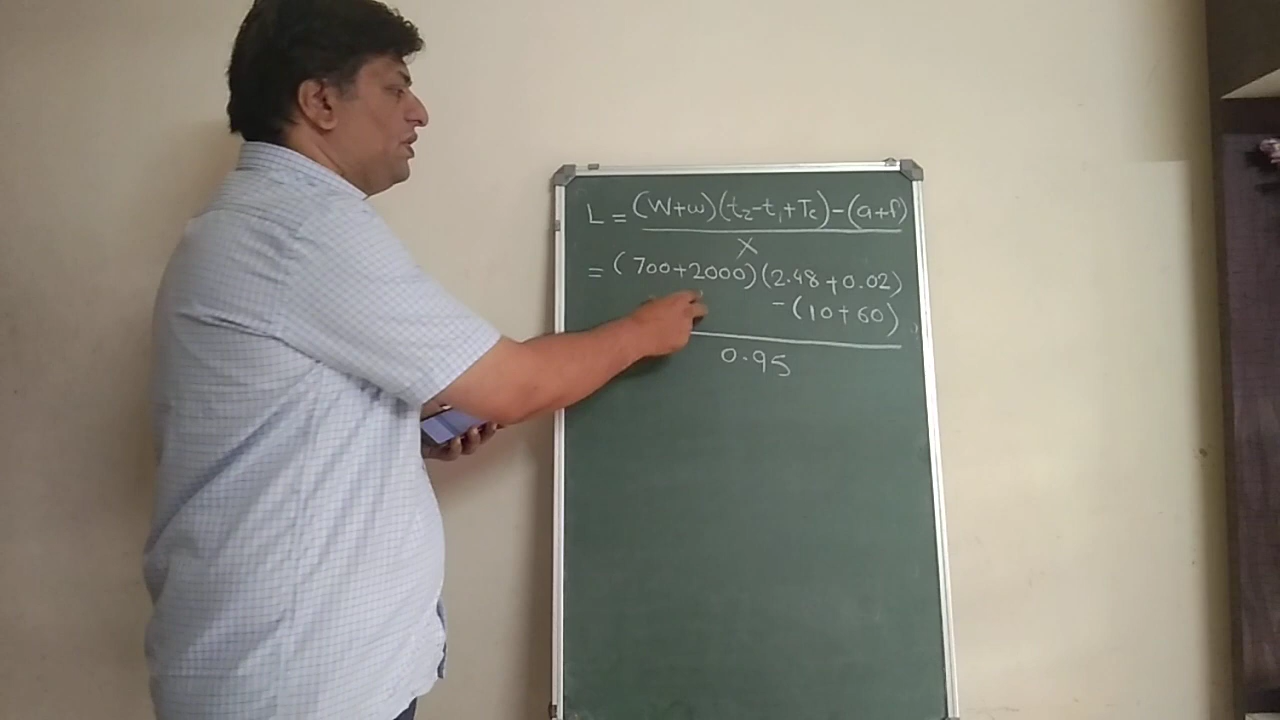 L = (W+w)(t₂-t₁+Tc)-(a+f)
X
= (700+2000)(2.48+0.02)
-(10+60)
0.95